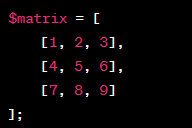 $matrix = [
    [1, 2, 3],
    [4, 5, 6],
    [7, 8, 9]
];